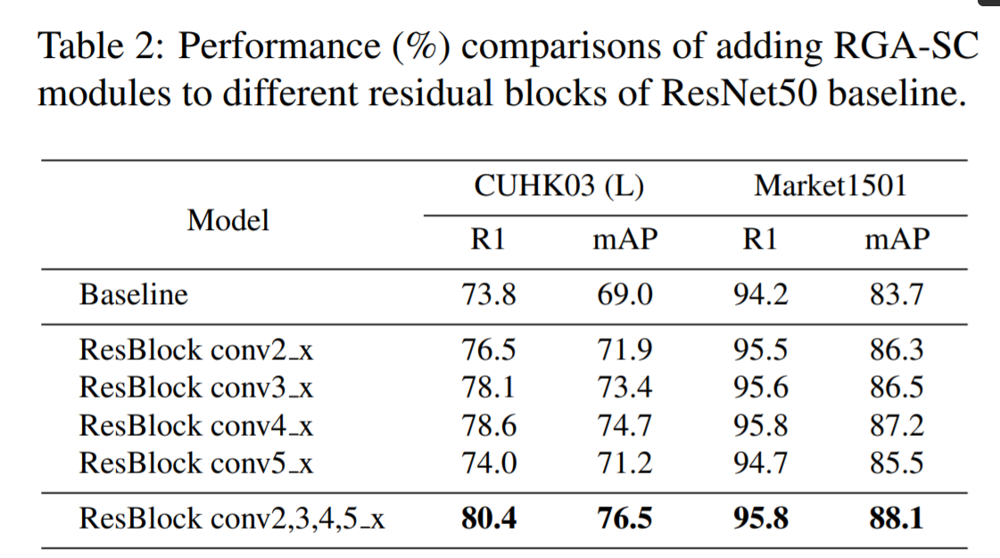 Table 2: Performance (%) comparisons of adding RGA-SC
modules to different residual blocks of ResNet50 baseline.
CUHK03 (L) Market1501
Model
R1 mAP R1 mAP
Baseline 73.8 69.0 94.2 83.7
ResBlock conv2_x 76.5 71.9 95.5 86.3
ResBlock conv3_x 78.1 73.4 95.6 86.5
ResBlock conv4_x 78.6 74.7 95.8 87.2
ResBlock conv5_x 74.0 71.2 94.7 85.5
ResBlock conv2,3,4,5_x 80.4 76.5 95.8 88.1